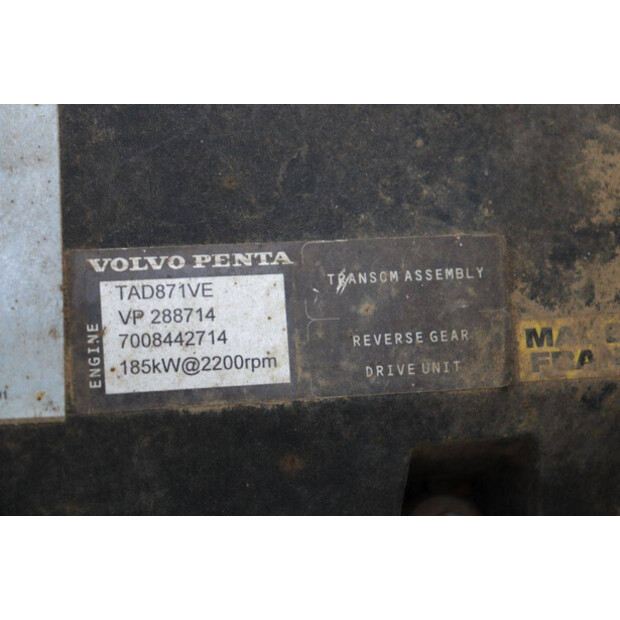 VOLVO PENTA
ENGINE
TAD871VE
VP 288714
7008442714
185kW@2200rpm
TRANSOM ASSEMBLY
REVERSE GEAR
DRIVE UNIT